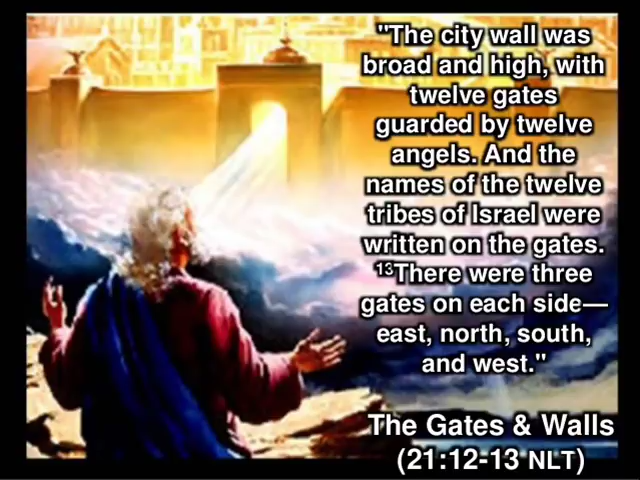 "The city wall was
broad and high, with
twelve gates
guarded by twelve
angels. And the
names of the twelve
tribes of Israel were
written on the gates.
¹³There were three
gates on each side—
east, north, south,
and west."
The Gates & Walls
(21:12-13 NLT)